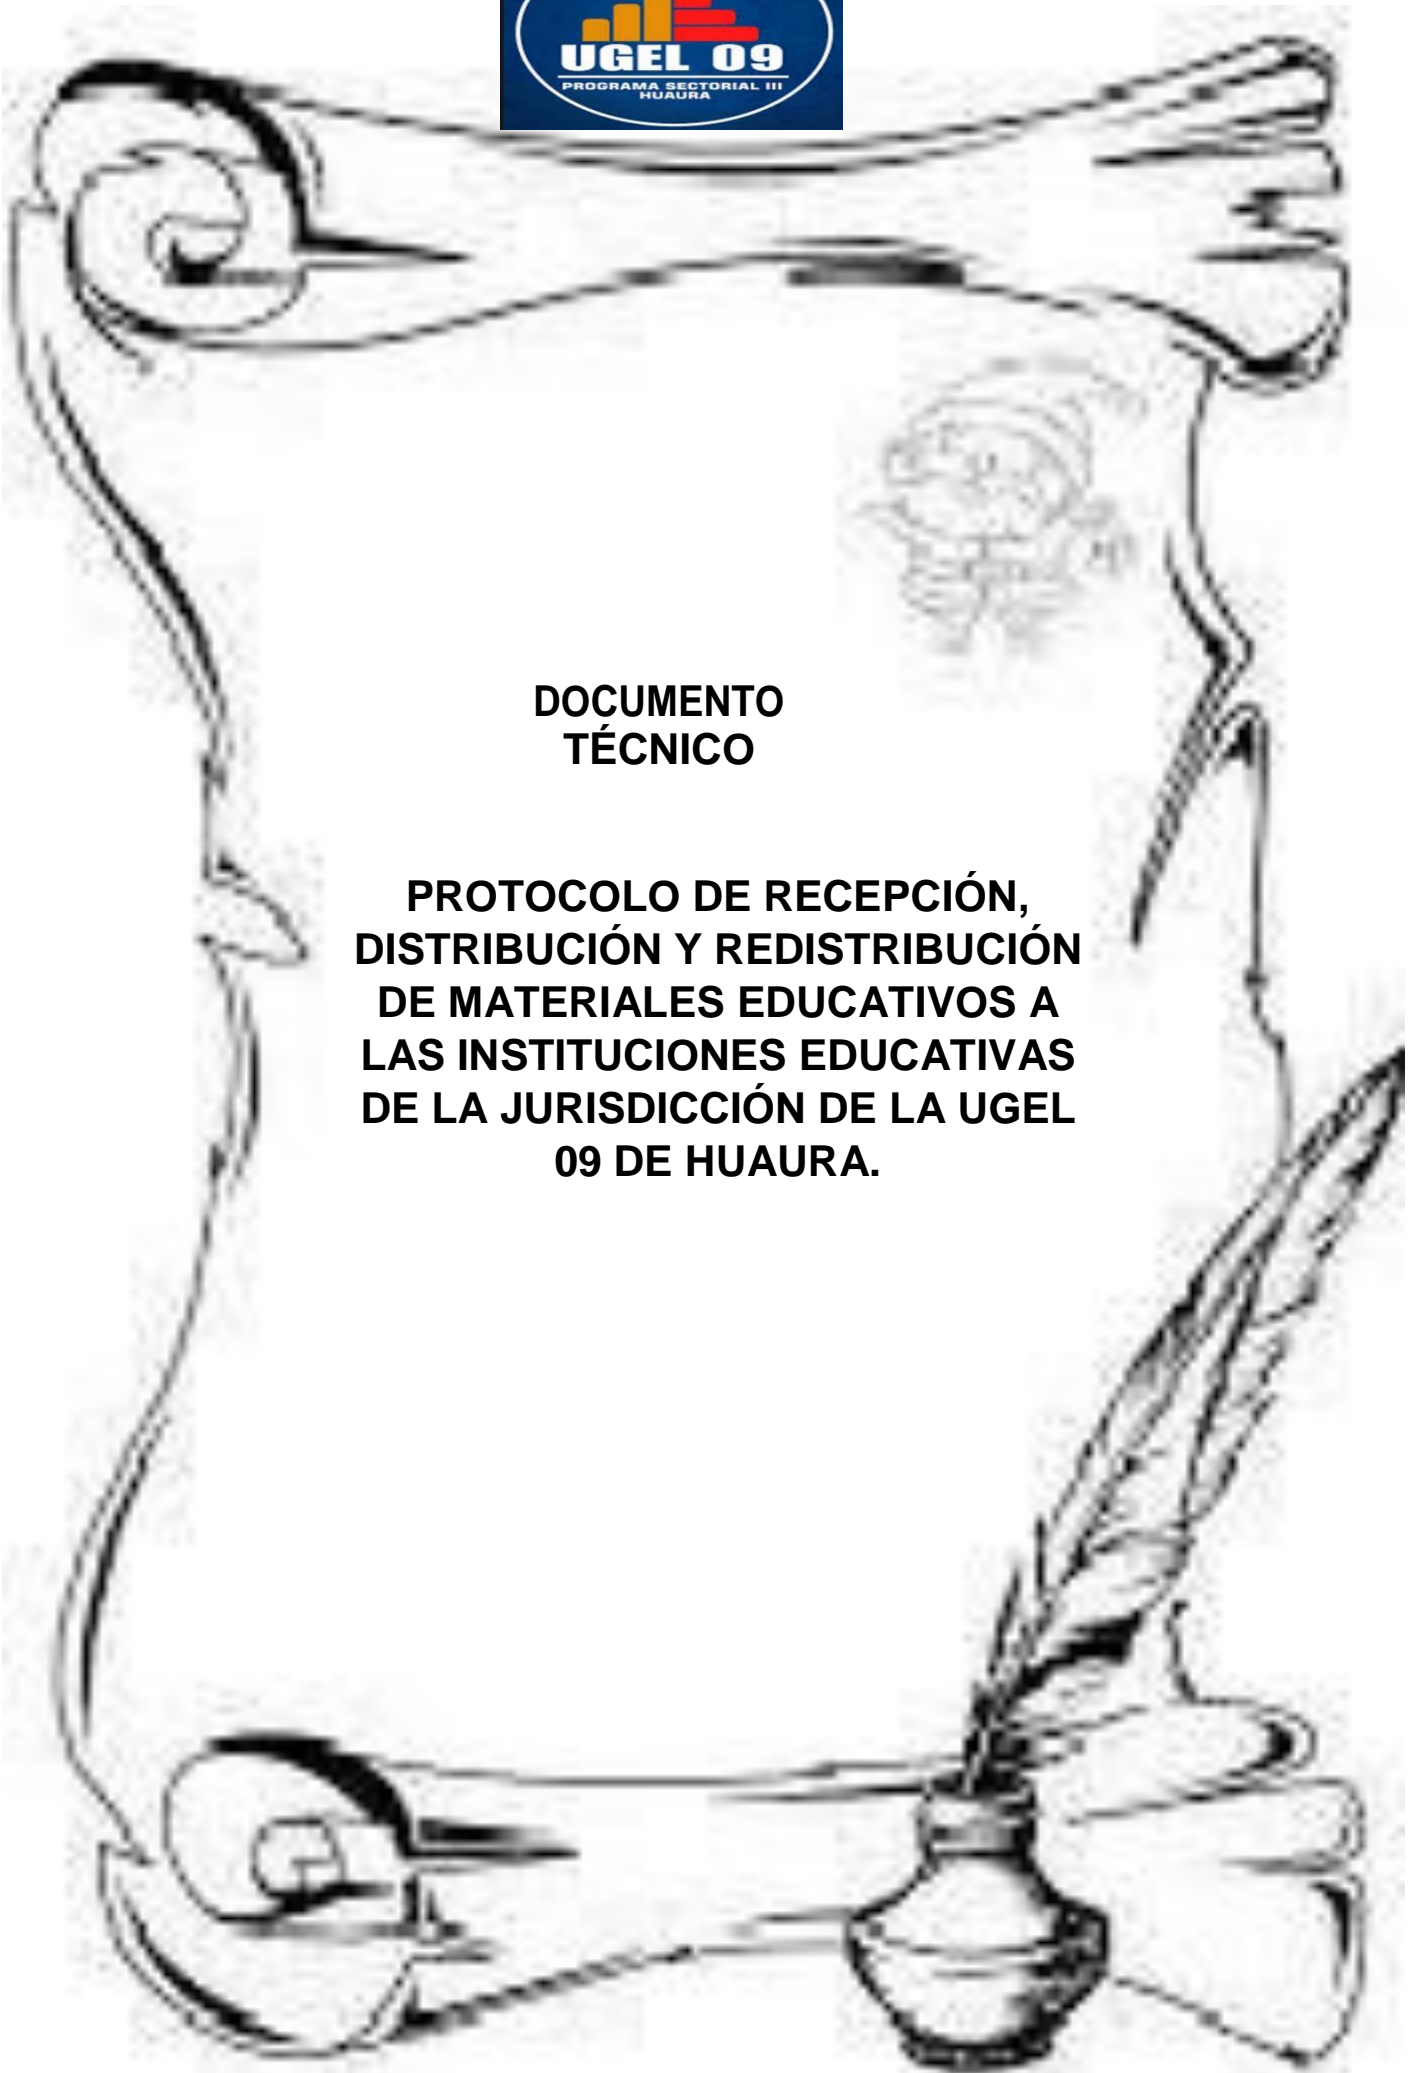 UGEL 09
PROGRAMA SECTORIAL III
HUAURA
DOCUMENTO
TÉCNICO
PROTOCOLO DE RECEPCIÓN,
DISTRIBUCIÓN Y REDISTRIBUCIÓN
DE MATERIALES EDUCATIVOS A
LAS INSTITUCIONES EDUCATIVAS
DE LA JURISDICCIÓN DE LA UGEL
09 DE HUAURA.